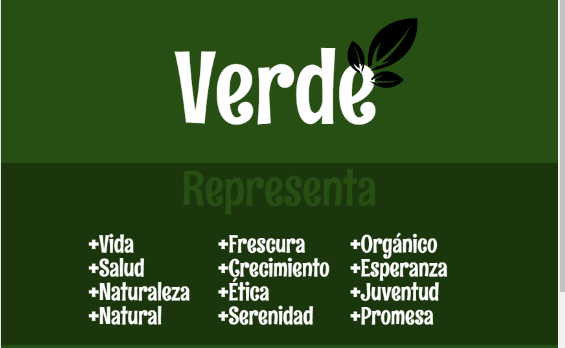 Verde
Representa
+Vida
+Salud
+Naturaleza
+Natural
+Frescura
+Crecimiento
+Ética
+Serenidad
+Orgánico
+Esperanza
+Juventud
+Promesa